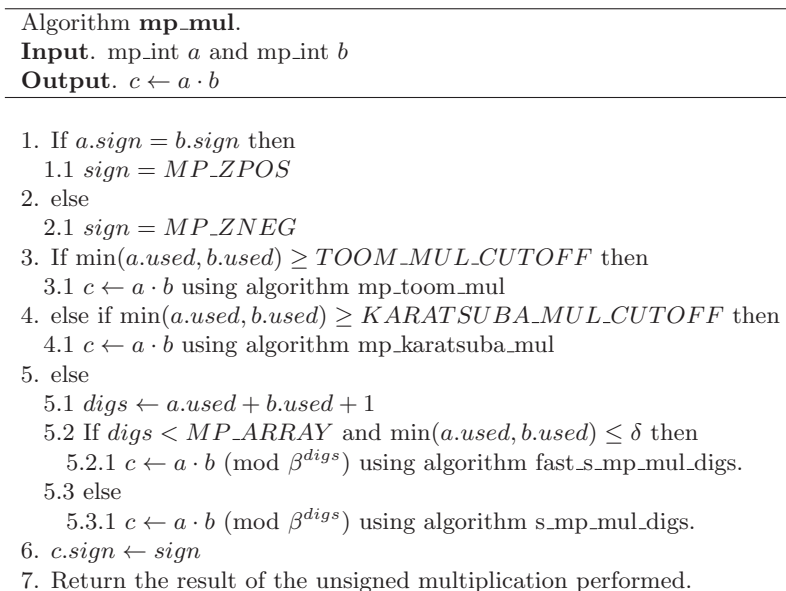 Algorithm mp_mul.
Input. mp_int a and mp_int b
Output. c ← a · b
1. If a.sign = b.sign then
1.1 sign = MP_ZPOS
2. else
2.1 sign = MP_ZNEG
3. If min(a.used, b.used) ≥ TOOM_MUL_CUTOFF then
3.1 c ← a · b using algorithm mp_toom_mul
4. else if min(a.used, b.used) ≥ KARATSUBA_MUL_CUTOFF then
4.1 c ← a · b using algorithm mp_karatsuba_mul
5. else
5.1 digs ← a.used + b.used + 1
5.2 If digs < MP_ARRAY and min(a.used, b.used) ≤ δ then
5.2.1 c ← a · b (mod β^digs) using algorithm fast_s_mp_mul_digs.
5.3 else
5.3.1 c ← a · b (mod β^digs) using algorithm s_mp_mul_digs.
6. c.sign ← sign
7. Return the result of the unsigned multiplication performed.